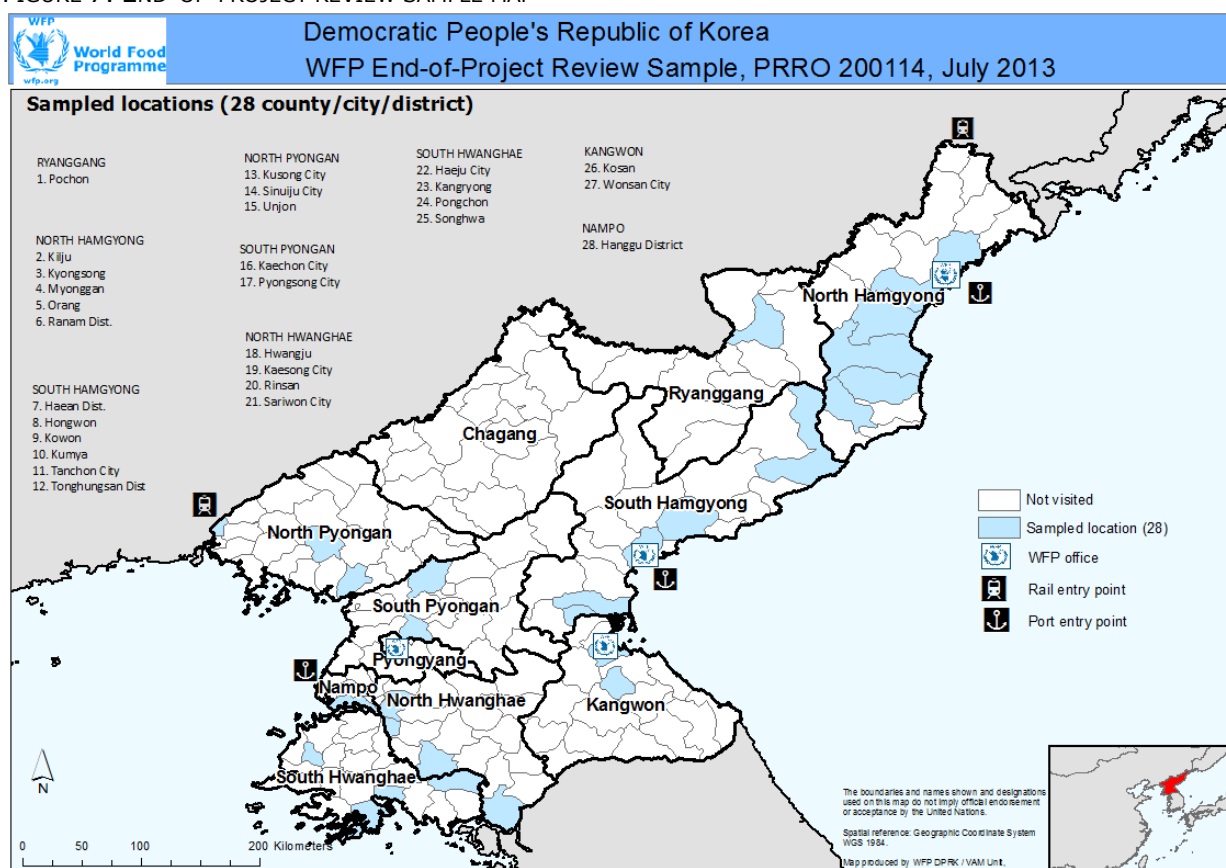 FIGURE 7: END-OF-PROJECT REVIEW SAMPLE MAP
WFP
World Food
Programme
wfp.org
Democratic People's Republic of Korea
WFP End-of-Project Review Sample, PRRO 200114, July 2013
Sampled locations (28 county/city/district)
RYANGGANG
1. Pochon
NORTH HAMGYONG
2. Kilju
3. Kyongsong
4. Myonggan
5. Orang
6. Ranam Dist.
SOUTH HAMGYONG
7. Haean Dist.
8. Hongwon
9. Kowon
10. Kumya
11. Tanchon City
12. Tonghungsan Dist
NORTH PYONGAN
13. Kusong City
14. Sinuiju City
15. Unjon
SOUTH PYONGAN
16. Kaechon City
17. Pyongsong City
NORTH HWANGHAE
18. Hwangju
19. Kaesong City
20. Rinsan
21. Sariwon City
SOUTH HWANGHAE
22. Haeju City
23. Kangryong
24. Pongchon
25. Songhwa
KANGWON
26. Kosan
27. Wonsan City
NAMPO
28. Hanggu District
North Hamgyong
Ryanggang
Chagang
South Hamgyong
North Pyongan
South Pyongan
Pyongyang
Nampo
North Hwanghae
Kangwon
South Hwanghae
Not visited
Sampled location (28)
WFP office
Rail entry point
Port entry point
N
0 50 100 200 Kilometers
The boundaries and names shown and designations
used on this map do not imply official endorsement
or acceptance by the United Nations.
Spatial reference: Geographic Coordinate System
WGS 1984.
Map produced by WFP DPRK / VAM Unit,